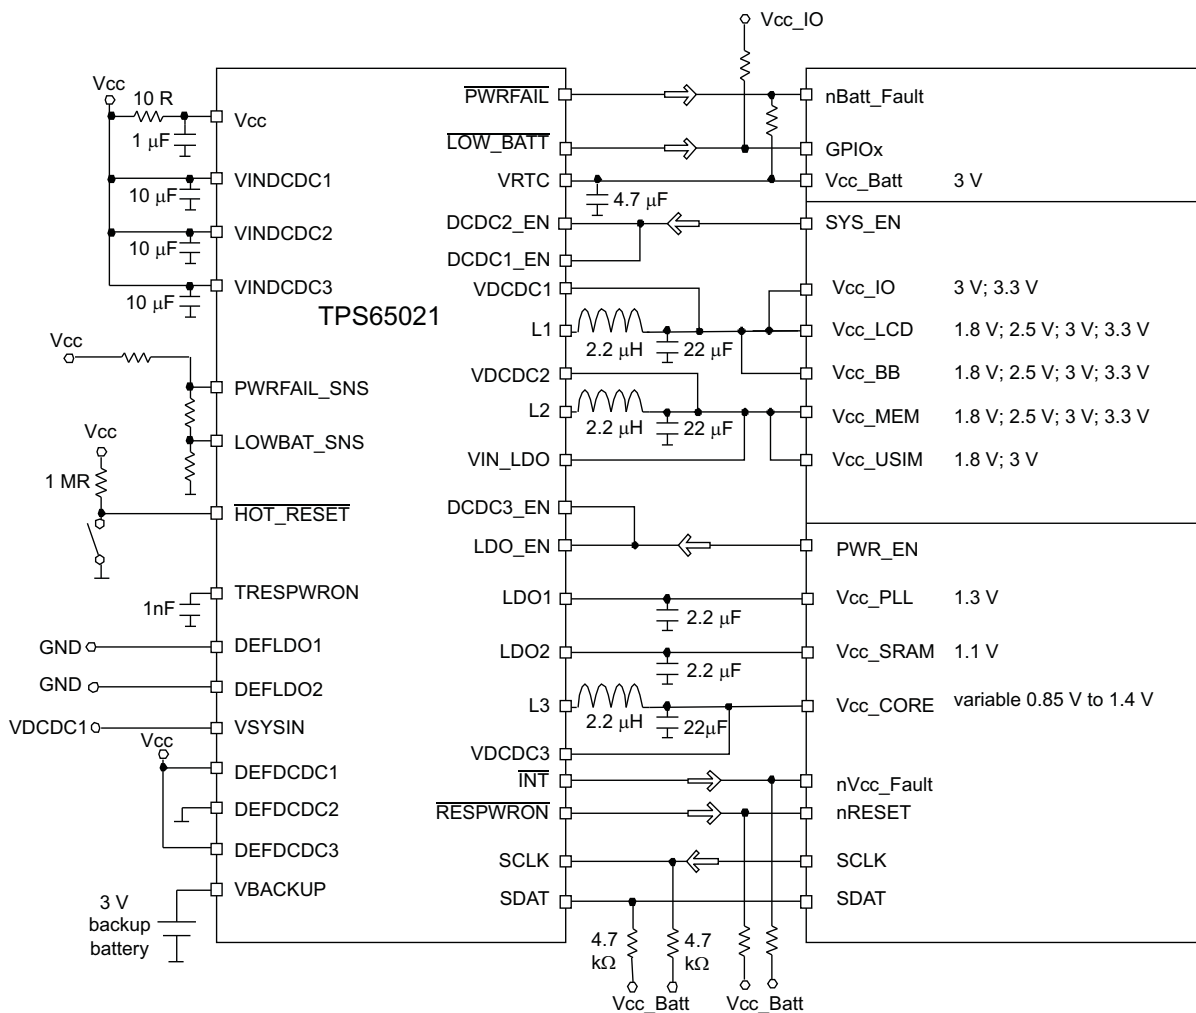 Vcc_IO
Vcc
10 R
1 μF
Vcc
10 μF
VINDCDC1
10 μF
VINDCDC2
10 μF
VINDCDC3
TPS65021
Vcc
PWRFAIL_SNS
LOWBAT_SNS
Vcc
1 MR
HOT_RESET
TRESPWRON
1nF
GND
DEFLDO1
GND
DEFLDO2
VDCDC1
VSYSIN
Vcc
DEFDCDC1
DEFDCDC2
DEFDCDC3
VBACKUP
3 V
backup
battery
PWRFAIL
LOW_BATT
VRTC
4.7 μF
DCDC2_EN
DCDC1_EN
VDCDC1
L1
2.2 μH
22 μF
VDCDC2
L2
2.2 μH
22 μF
VIN_LDO
DCDC3_EN
LDO_EN
LDO1
2.2 μF
LDO2
2.2 μF
L3
2.2 μH
22μF
VDCDC3
INT
RESPWRON
SCLK
SDAT
4.7
kΩ
4.7
kΩ
Vcc_Batt
Vcc_Batt
nBatt_Fault
GPIOx
Vcc_Batt 3 V
SYS_EN
Vcc_IO 3 V; 3.3 V
Vcc_LCD 1.8 V; 2.5 V; 3 V; 3.3 V
Vcc_BB 1.8 V; 2.5 V; 3 V; 3.3 V
Vcc_MEM 1.8 V; 2.5 V; 3 V; 3.3 V
Vcc_USIM 1.8 V; 3 V
PWR_EN
Vcc_PLL 1.3 V
Vcc_SRAM 1.1 V
Vcc_CORE variable 0.85 V to 1.4 V
nVcc_Fault
nRESET
SCLK
SDAT